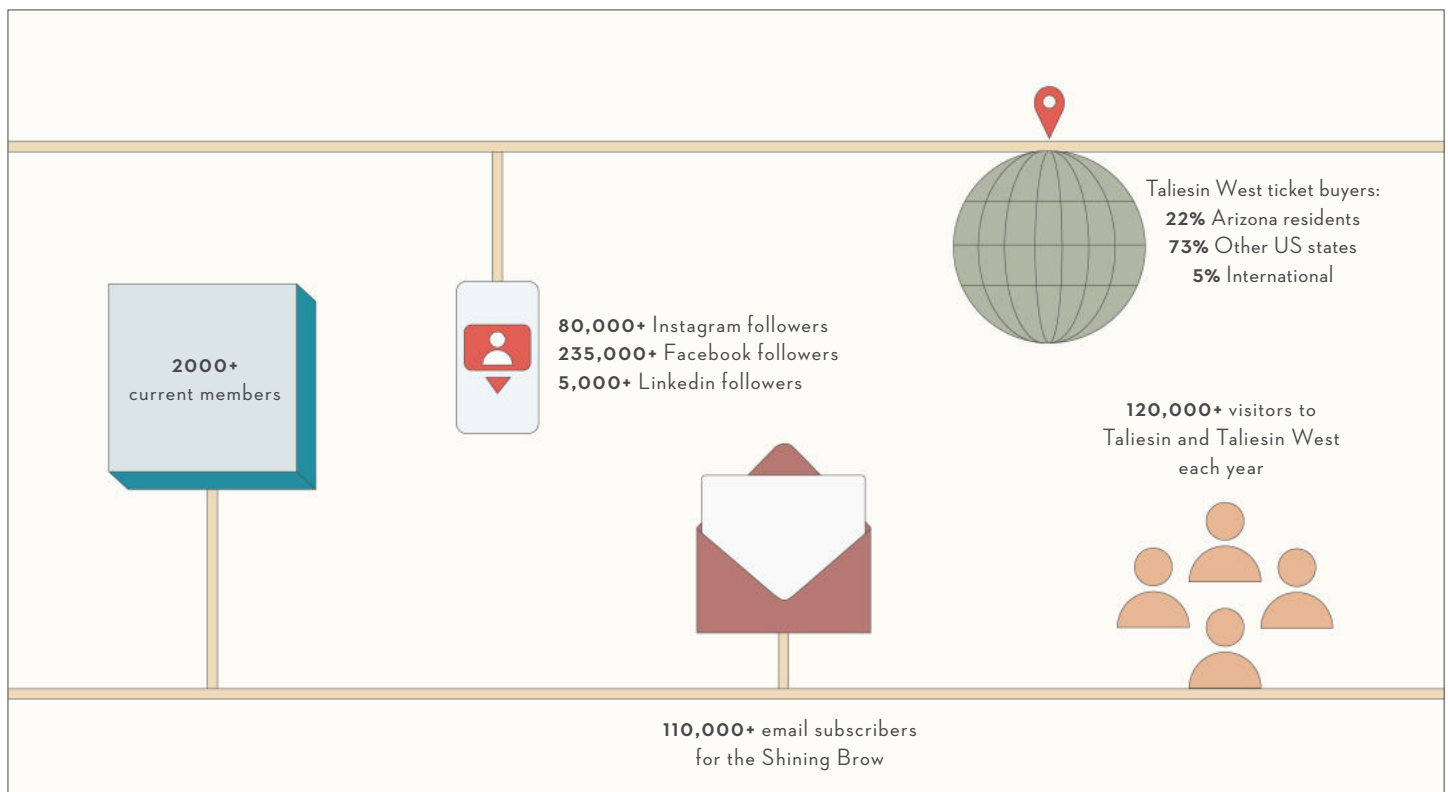 2000+
current members
80,000+ Instagram followers
235,000+ Facebook followers
5,000+ Linkedin followers
Taliesin West ticket buyers:
22% Arizona residents
73% Other US states
5% International
120,000+ visitors to
Taliesin and Taliesin West
each year
110,000+ email subscribers
for the Shining Brow